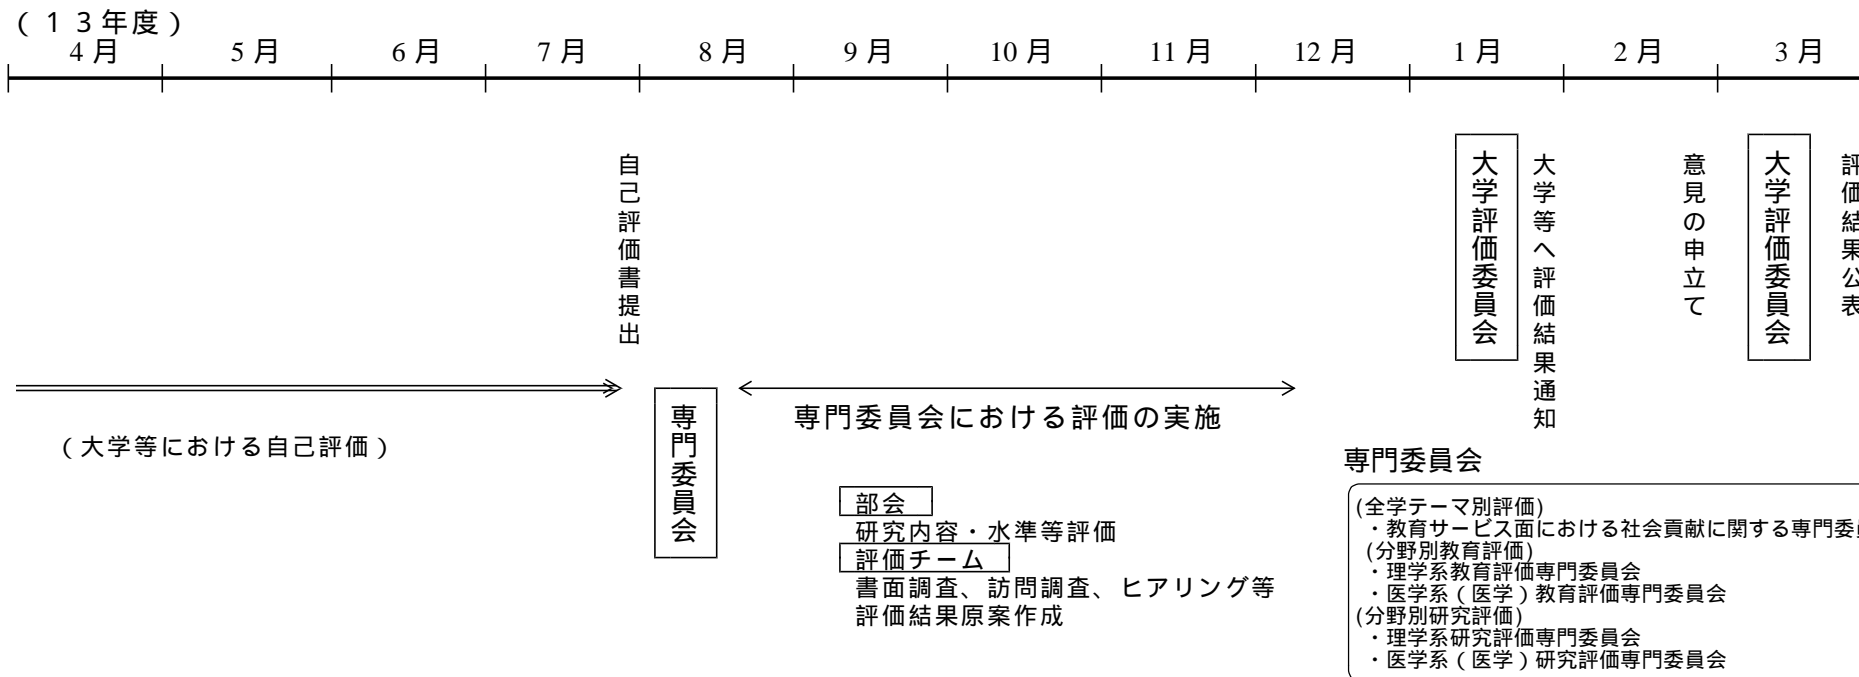 (１３年度)
4月 5月 6月 7月 8月 9月 10月 11月 12月 1月 2月 3月
自己評価書提出
大学評価委員会
大学等へ評価結果通知
意見の申立て
大学評価委員会
評価結果公表
(大学等における自己評価)
専門委員会
専門委員会における評価の実施
部会
研究内容・水準等評価
評価チーム
書面調査、訪問調査、ヒアリング等
評価結果原案作成
専門委員会
(全学テーマ別評価)
・教育サービス面における社会貢献に関する専門委
(分野別教育評価)
・理学系教育評価専門委員会
・医学系(医学)教育評価専門委員会
(分野別研究評価)
・理学系研究評価専門委員会
・医学系(医学)研究評価専門委員会